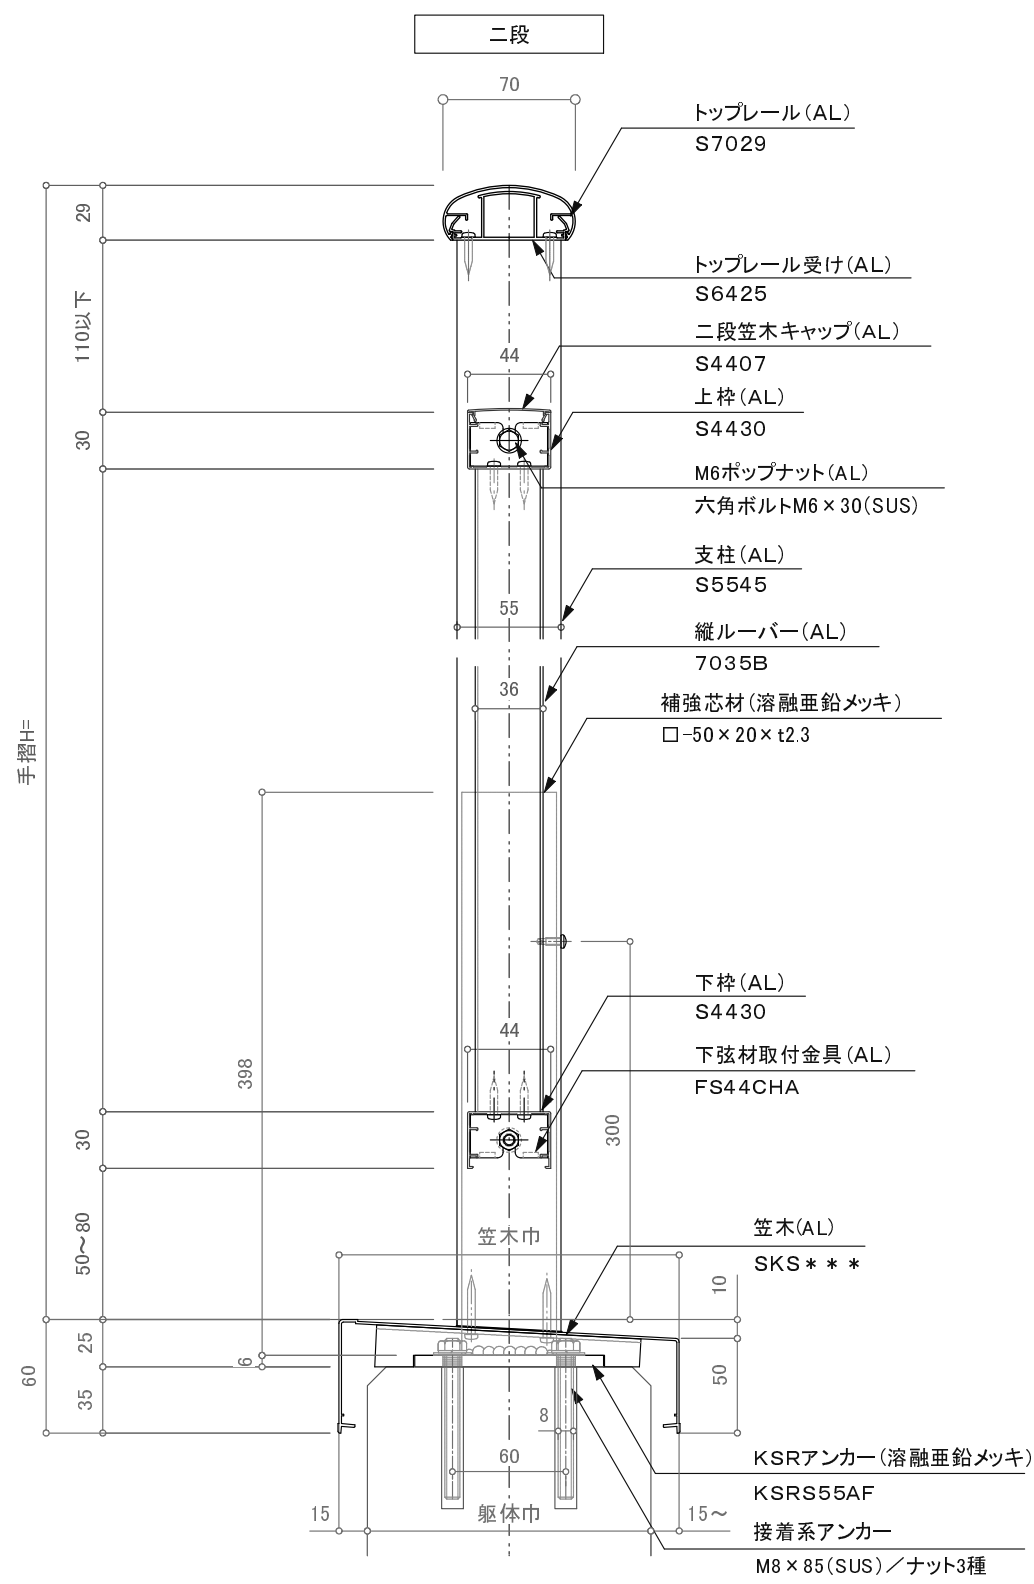 二段
70
トップレール(AL)
S7029
29
トップレール受け(AL)
S6425
110以下
二段笠木キャップ(AL)
S4407
44
上枠(AL)
S4430
30
M6ポップナット(AL)
六角ボルトM6×30(SUS)
支柱(AL)
S5545
55
縦ルーバー(AL)
7035B
36
補強芯材(溶融亜鉛メッキ)
□-50×20×t2.3
手摺H=
下枠(AL)
S4430
44
下弦材取付金具(AL)
FS44CHA
398
300
30
50～80
笠木巾
笠木(AL)
SKS＊＊＊
10
25
6
60
35
50
8
60
KSRアンカー(溶融亜鉛メッキ)
KSRS55AF
15
躯体巾
15～
接着系アンカー
M8×85(SUS)／ナット3種